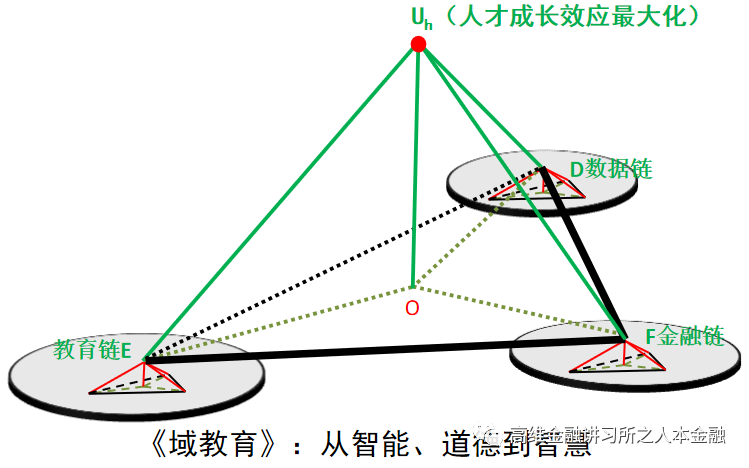 Uh（人才成长效应最大化）
D数据链
O
教育链E
F金融链
高维金融讲习所之人本金融
《域教育》：从智能、道德到智慧